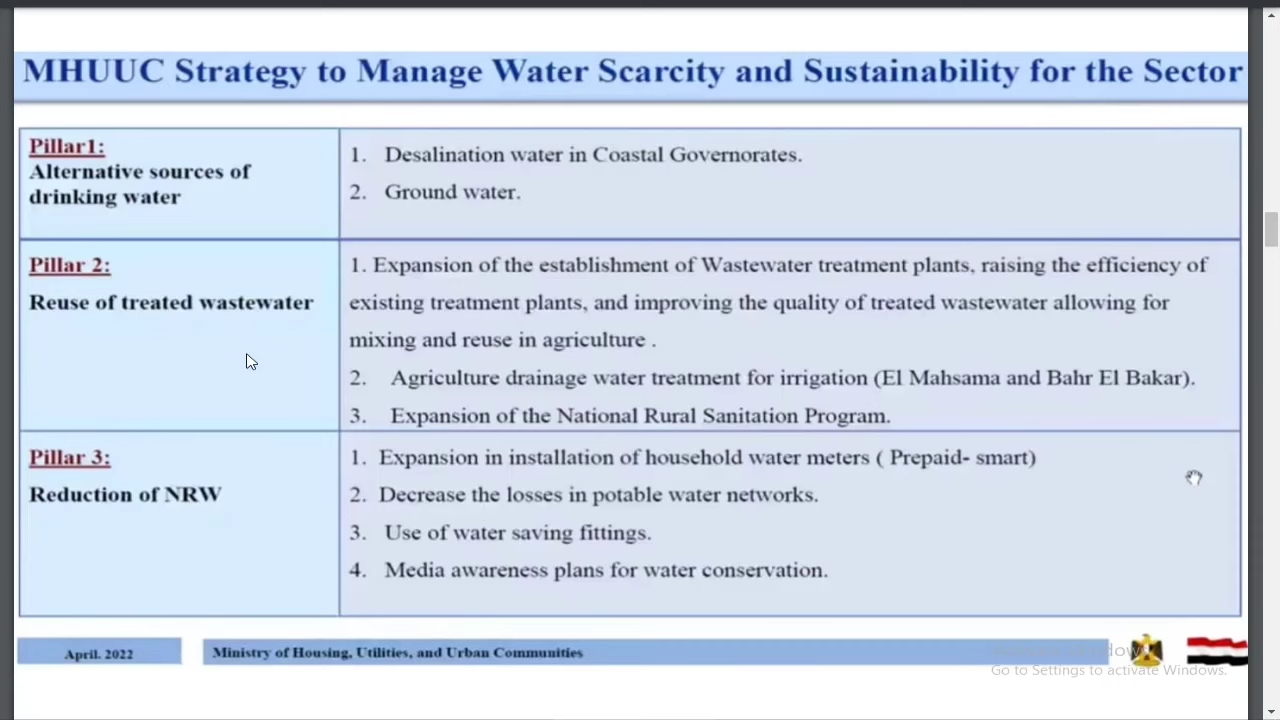 MHUUC Strategy to Manage Water Scarcity and Sustainability for the Sector
Pillar1:
Alternative sources of
drinking water
1. Desalination water in Coastal Governorates.
2. Ground water.
Pillar 2:
Reuse of treated wastewater
1. Expansion of the establishment of Wastewater treatment plants, raising the efficiency of
existing treatment plants, and improving the quality of treated wastewater allowing for
mixing and reuse in agriculture .
2. Agriculture drainage water treatment for irrigation (El Mahsama and Bahr El Bakar).
3. Expansion of the National Rural Sanitation Program.
Pillar 3:
Reduction of NRW
1. Expansion in installation of household water meters ( Prepaid- smart)
2. Decrease the losses in potable water networks.
3. Use of water saving fittings.
4. Media awareness plans for water conservation.
April. 2022
Ministry of Housing, Utilities, and Urban Communities
Go to Settings to activate Windows.